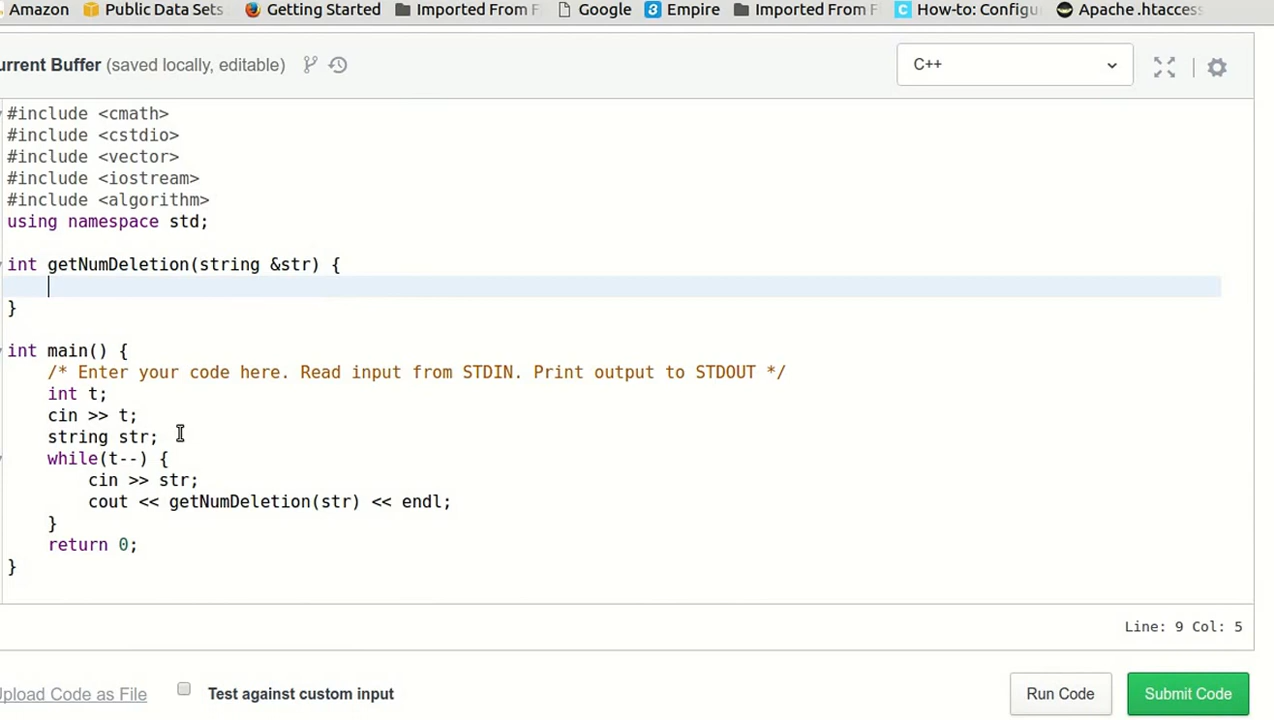 Amazon Public Data Sets Getting Started Imported From F Google Empire Imported From F How-to: Configu Apache .htaccess
urrent Buffer (saved locally, editable) C++
#include <cmath>
#include <cstdio>
#include <vector>
#include <iostream>
#include <algorithm>
using namespace std;
int getNumDeletion(string &str) {
}
int main() {
/* Enter your code here. Read input from STDIN. Print output to STDOUT */
int t;
cin >> t;
string str;
while(t--) {
cin >> str;
cout << getNumDeletion(str) << endl;
}
return 0;
}
Line: 9 Col: 5
Upload Code as File Test against custom input Run Code Submit Code